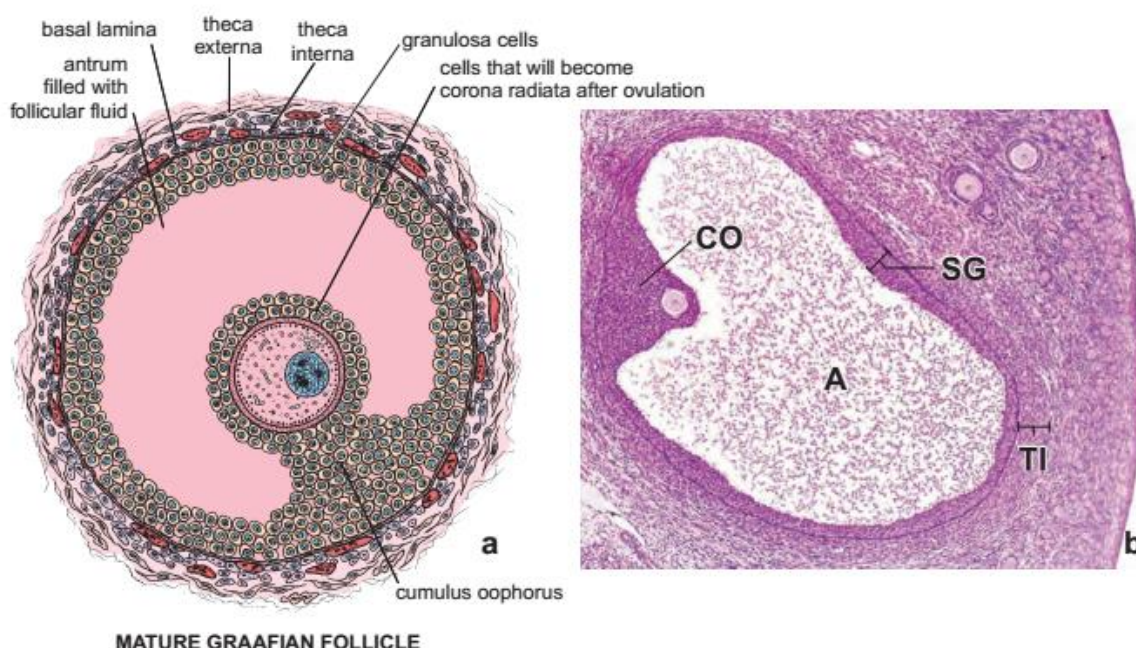 basal lamina
theca
externa
theca
interna
granulosa cells
antrum
filled with
follicular fluid
cells that will become
corona radiata after ovulation
CO
SG
A
TI
a
b
cumulus oophorus
MATURE GRAAFIAN FOLLICLE